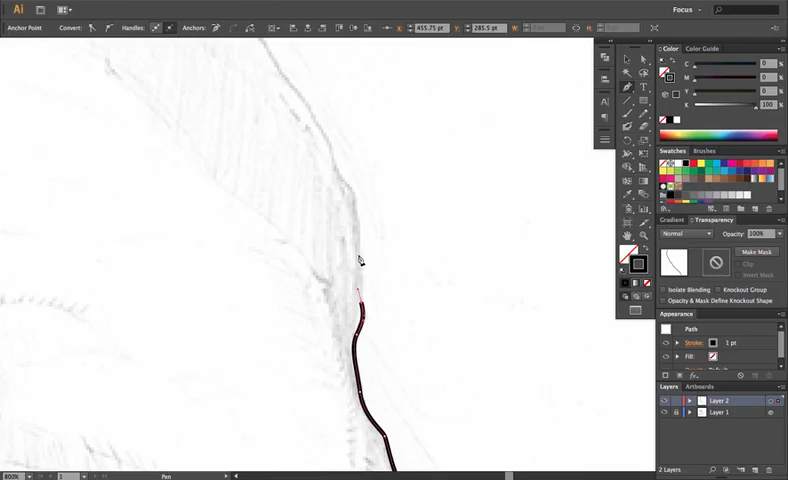 Ai
Focus
Anchor Point
Convert:
Handles:
Anchors:
X: 455.75 pt
Y: 285.5 pt
W:
H:
Color
Color Guide
C 0 %
M 0 %
Y 0 %
K 100 %
Swatches
Brushes
Gradient
Transparency
Normal
Opacity: 100%
Make Mask
Clip
Invert Mask
Isolate Blending
Knockout Group
Opacity & Mask Define Knockout Shape
Appearance
Path
Stroke: 1 pt
Fill:
Layers
Artboards
Layer 2
Layer 1
2 Layers
800%
1
Pen